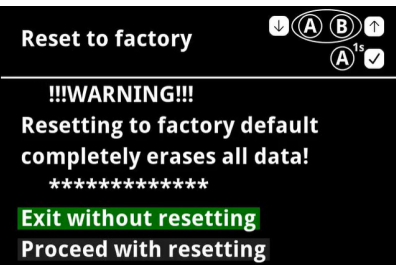 Reset to factory
↓ A B ↑
A 1s ✓
!!!WARNING!!!
Resetting to factory default
completely erases all data!
*************
Exit without resetting
Proceed with resetting